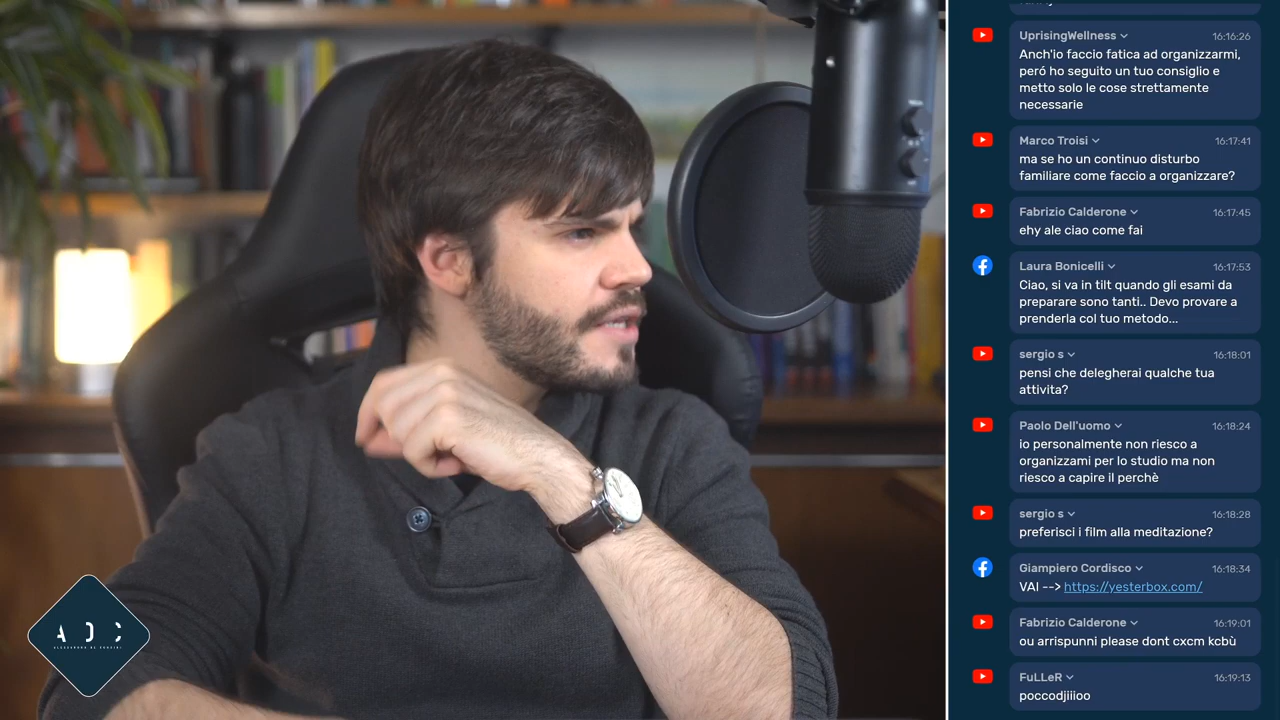 UprisingWellness
16:16:26
Anch'io faccio fatica ad organizzarmi,
peró ho seguito un tuo consiglio e
metto solo le cose strettamente
necessarie
Marco Troisi
16:17:41
ma se ho un continuo disturbo
familiare come faccio a organizzare?
Fabrizio Calderone
16:17:45
ehy ale ciao come fai
Laura Bonicelli
16:17:53
Ciao, si va in tilt quando gli esami da
preparare sono tanti.. Devo provare a
prenderla col tuo metodo...
sergio s
16:18:01
pensi che delegherai qualche tua
attivita?
Paolo Dell'uomo
16:18:24
io personalmente non riesco a
organizzami per lo studio ma non
riesco a capire il perchè
sergio s
16:18:28
preferisci i film alla meditazione?
Giampiero Cordisco
16:18:34
VAI --> https://yesterbox.com/
Fabrizio Calderone
16:19:01
ou arrispunni please dont cxcm kcbù
FuLLeR
16:19:13
poccodjiiioo